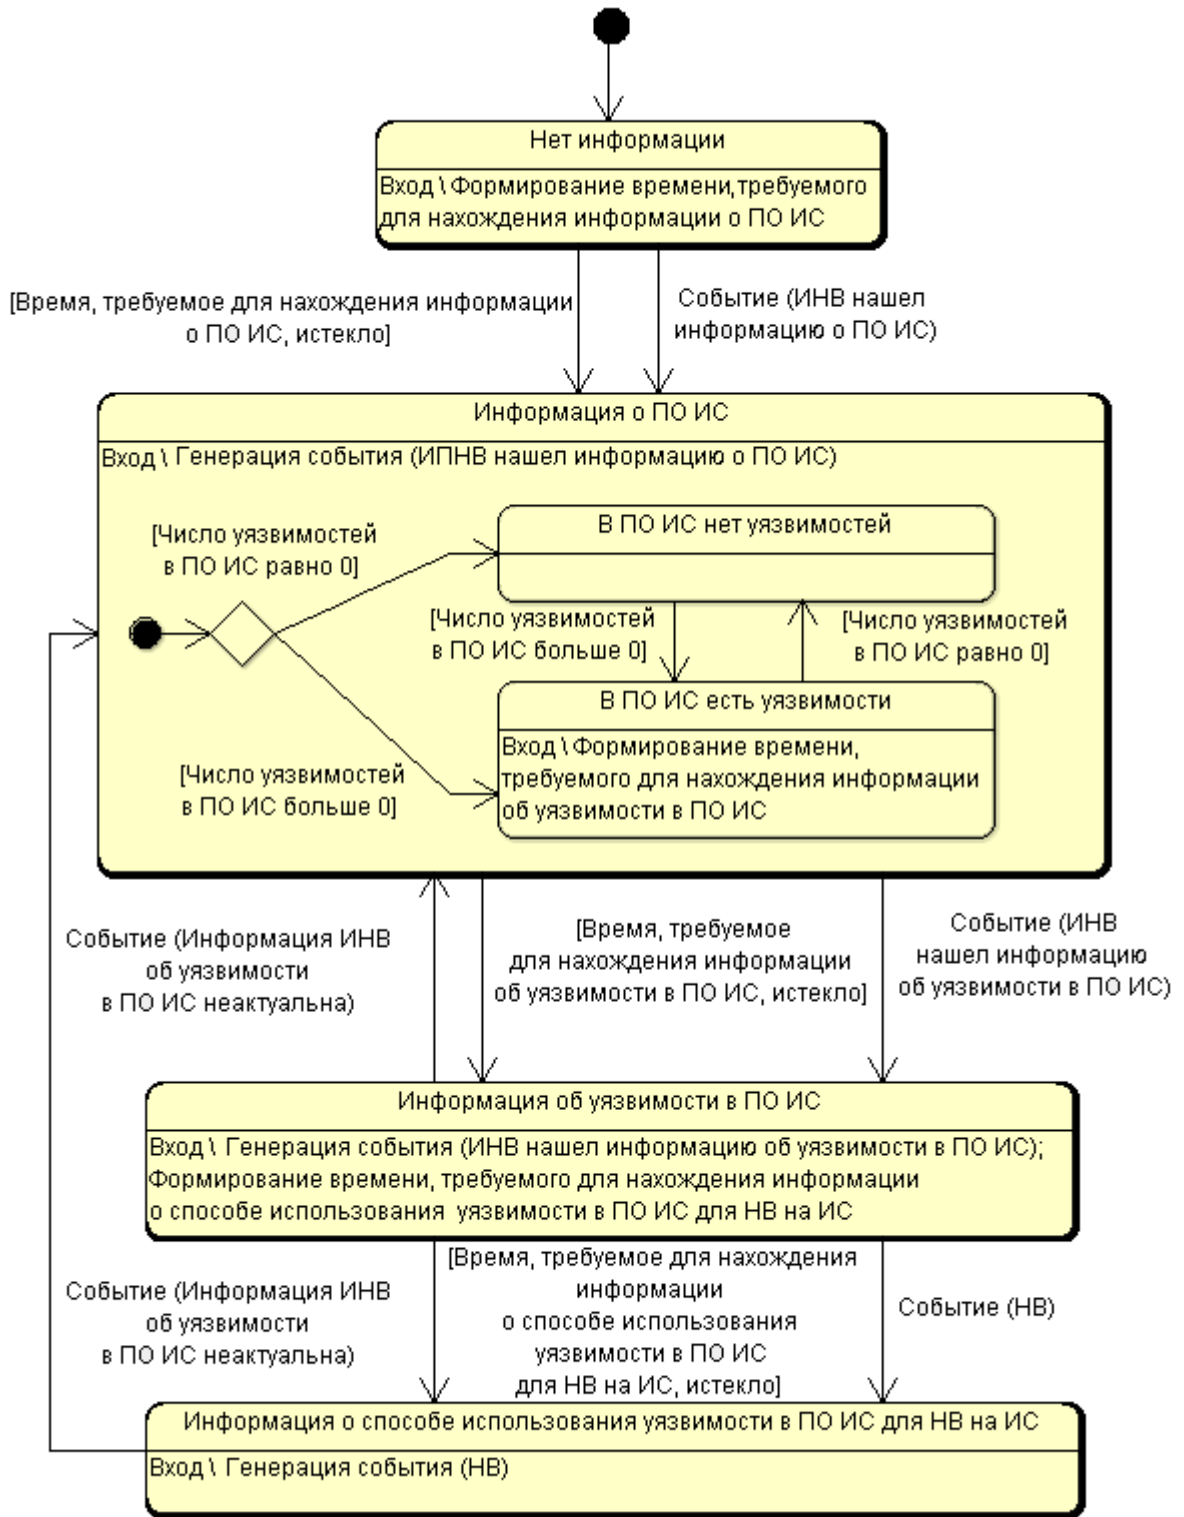 Нет информации
Вход \ Формирование времени,требуемого
для нахождения информации о ПО ИС
[Время, требуемое для нахождения информации
о ПО ИС, истекло]
Событие (ИНВ нашел
информацию о ПО ИС)
Информация о ПО ИС
Вход \ Генерация события (ИПНВ нашел информацию о ПО ИС)
[Число уязвимостей
в ПО ИС равно 0]
В ПО ИС нет уязвимостей
[Число уязвимостей
в ПО ИС больше 0]
[Число уязвимостей
в ПО ИС равно 0]
В ПО ИС есть уязвимости
Вход \ Формирование времени,
требуемого для нахождения информации
об уязвимости в ПО ИС
[Число уязвимостей
в ПО ИС больше 0]
Событие (Информация ИНВ
об уязвимости
в ПО ИС неактуальна)
[Время, требуемое
для нахождения информации
об уязвимости в ПО ИС, истекло]
Событие (ИНВ
нашел информацию
об уязвимости в ПО ИС)
Информация об уязвимости в ПО ИС
Вход \ Генерация события (ИНВ нашел информацию об уязвимости в ПО ИС);
Формирование времени, требуемого для нахождения информации
о способе использования уязвимости в ПО ИС для НВ на ИС
Событие (Информация ИНВ
об уязвимости
в ПО ИС неактуальна)
[Время, требуемое для нахождения
информации
о способе использования
уязвимости в ПО ИС
для НВ на ИС, истекло]
Событие (НВ)
Информация о способе использования уязвимости в ПО ИС для НВ на ИС
Вход \ Генерация события (НВ)